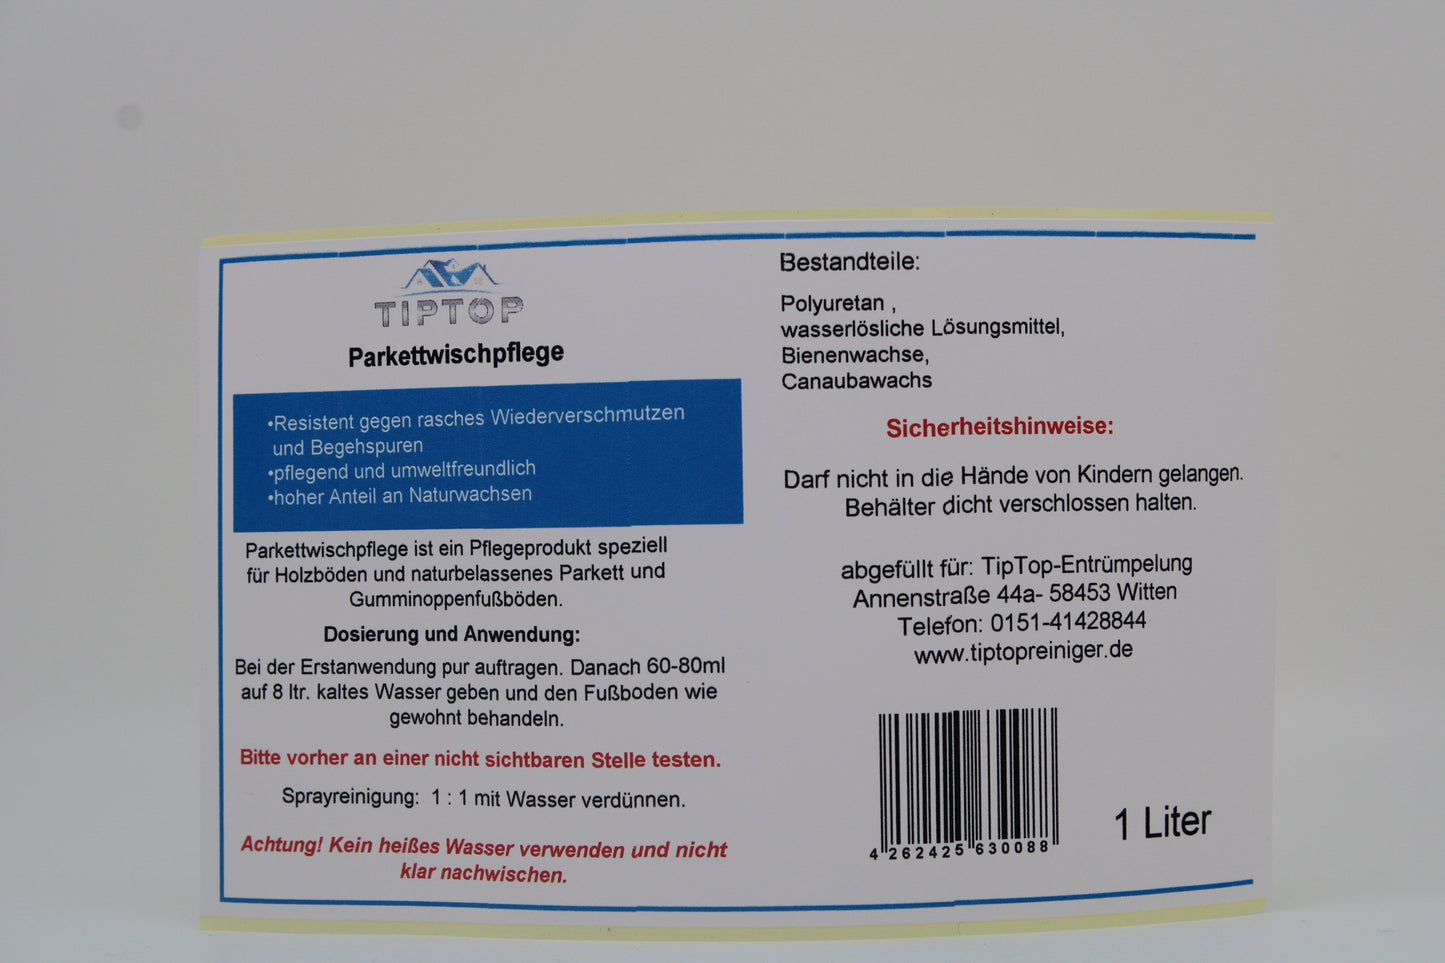 TIPTOP
Parkettwischpflege
•Resistent gegen rasches Wiederverschmutzen
und Begehspuren
•pflegend und umweltfreundlich
•hoher Anteil an Naturwachsen
Parkettwischpflege ist ein Pflegeprodukt speziell
für Holzböden und naturbelassenes Parkett und
Gumminoppenfußböden.
Dosierung und Anwendung:
Bei der Erstanwendung pur auftragen. Danach 60-80ml
auf 8 ltr. kaltes Wasser geben und den Fußboden wie
gewohnt behandeln.
Bitte vorher an einer nicht sichtbaren Stelle testen.
Sprayreinigung: 1 : 1 mit Wasser verdünnen.
Achtung! Kein heißes Wasser verwenden und nicht
klar nachwischen.
Bestandteile:
Polyuretan ,
wasserlösliche Lösungsmittel,
Bienenwachse,
Canaubawachs
Sicherheitshinweise:
Darf nicht in die Hände von Kindern gelangen.
Behälter dicht verschlossen halten.
abgefüllt für: TipTop-Entrümpelung
Annenstraße 44a- 58453 Witten
Telefon: 0151-41428844
www.tiptopreiniger.de
4 262425 630088
1 Liter